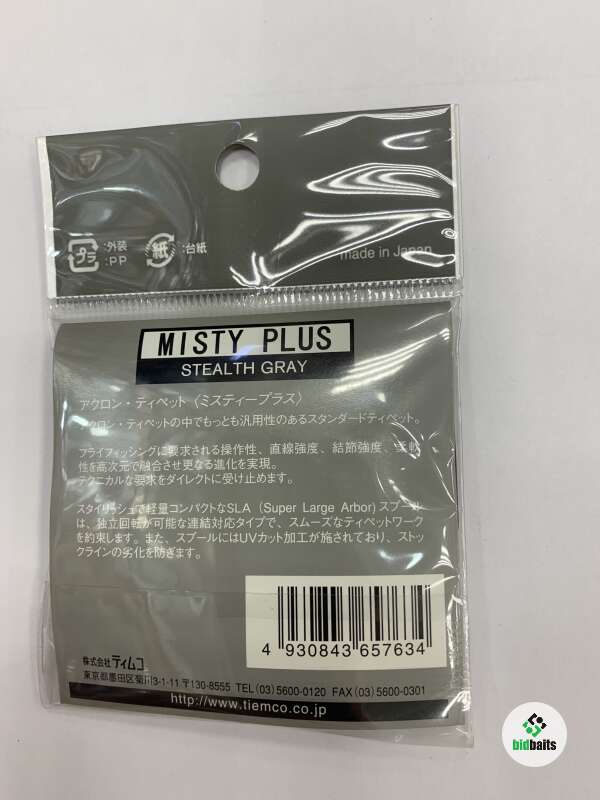 プラ :外装
:PP
紙 :台紙
made in Japan
MISTY PLUS
STEALTH GRAY
アクロン・ティペット〈ミスティープラス〉
アクロン・ティペットの中でもっとも汎用性のあるスタンダードティペット。
フライフィッシングに要求される操作性、直線強度、結節強度、柔軟
性を高次元で融合させ更なる進化を実現。
テクニカルな要求をダイレクトに受け止めます。
スタイリッシュで軽量コンパクトなSLA（Super Large Arbor)スプール
は、独立回転が可能な連結対応タイプで、スムーズなティペットワーク
を約束します。また、スプールにはUVカット加工が施されており、ストッ
クラインの劣化を防ぎます。
4 930843 657634
株式会社ティムコ
東京都墨田区菊川3-1-11〒130-8555 TEL(03)5600-0120 FAX(03)5600-0301
http://www.tiemco.co.jp
bidbaits